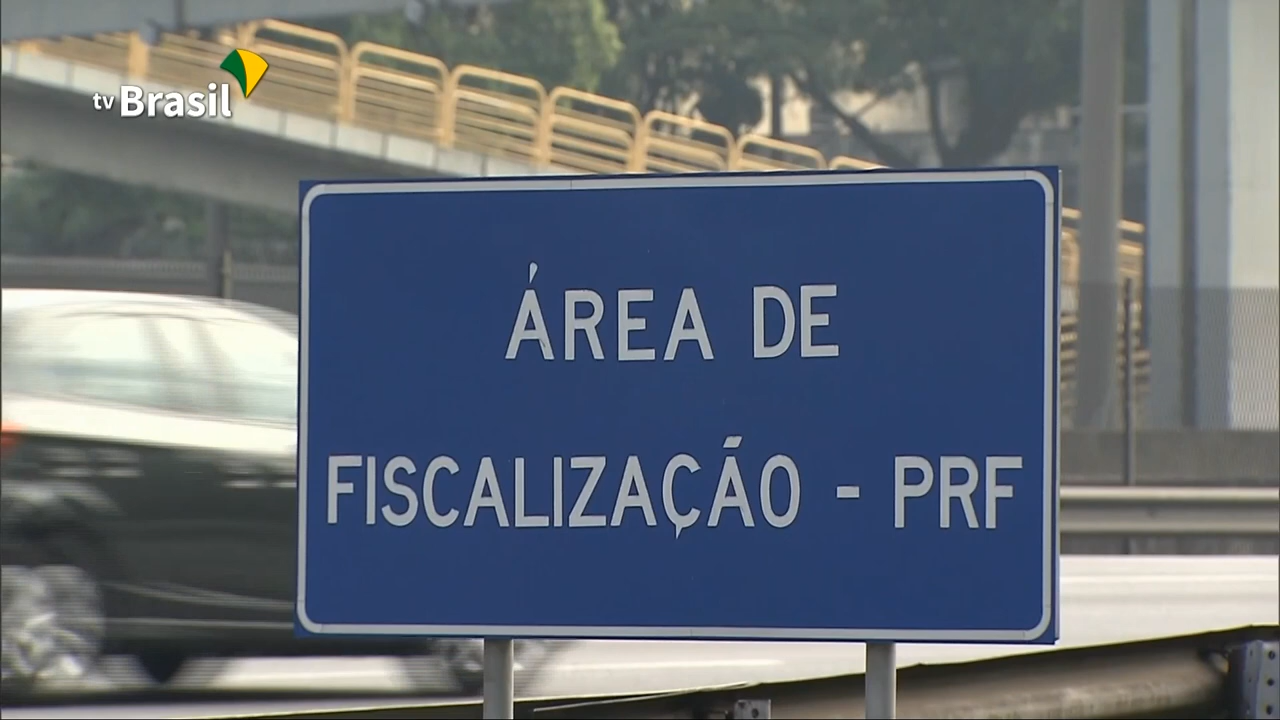 tv Brasil
ÁREA DE
FISCALIZAÇÃO - PRF